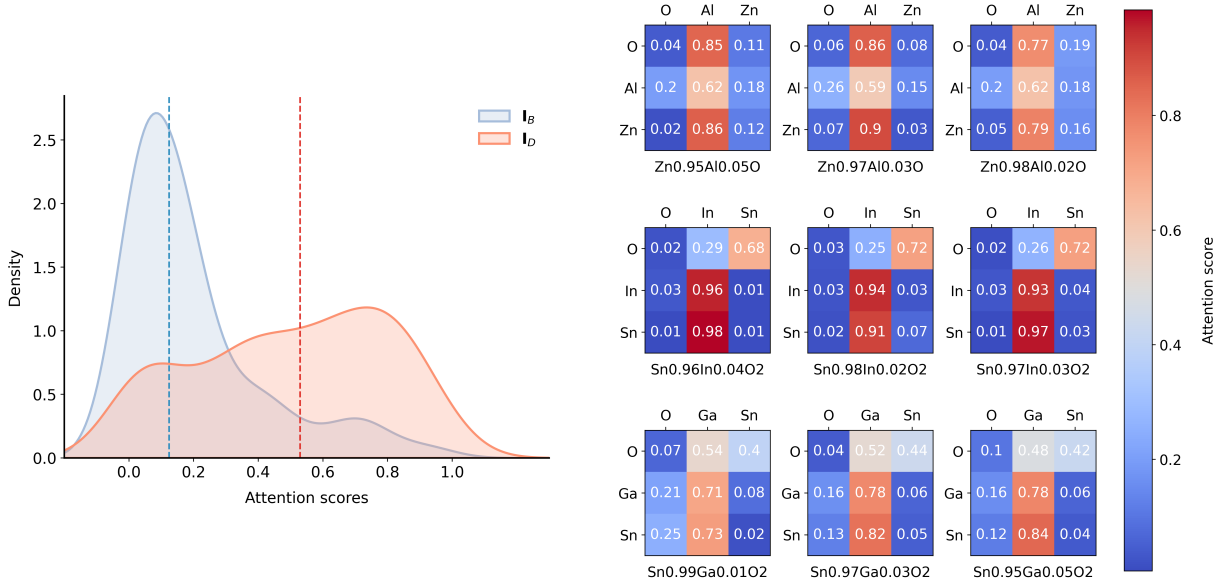 2.5
2.0
1.5
1.0
0.5
0.0
Density
0.0 0.2 0.4 0.6 0.8 1.0
Attention scores
I_B
I_D
O Al Zn
O 0.04 0.85 0.11
Al 0.2 0.62 0.18
Zn 0.02 0.86 0.12
Zn0.95Al0.05O
O Al Zn
O 0.06 0.86 0.08
Al 0.26 0.59 0.15
Zn 0.07 0.9 0.03
Zn0.97Al0.03O
O Al Zn
O 0.04 0.77 0.19
Al 0.2 0.62 0.18
Zn 0.05 0.79 0.16
Zn0.98Al0.02O
O In Sn
O 0.02 0.29 0.68
In 0.03 0.96 0.01
Sn 0.01 0.98 0.01
Sn0.96In0.04O2
O In Sn
O 0.03 0.25 0.72
In 0.03 0.94 0.03
Sn 0.02 0.91 0.07
Sn0.98In0.02O2
O In Sn
O 0.02 0.26 0.72
In 0.03 0.93 0.04
Sn 0.01 0.97 0.03
Sn0.97In0.03O2
O Ga Sn
O 0.07 0.54 0.4
Ga 0.21 0.71 0.08
Sn 0.25 0.73 0.02
Sn0.99Ga0.01O2
O Ga Sn
O 0.04 0.52 0.44
Ga 0.16 0.78 0.06
Sn 0.13 0.82 0.05
Sn0.97Ga0.03O2
O Ga Sn
O 0.1 0.48 0.42
Ga 0.16 0.78 0.06
Sn 0.12 0.84 0.04
Sn0.95Ga0.05O2
0.8
0.6
0.4
0.2
Attention score